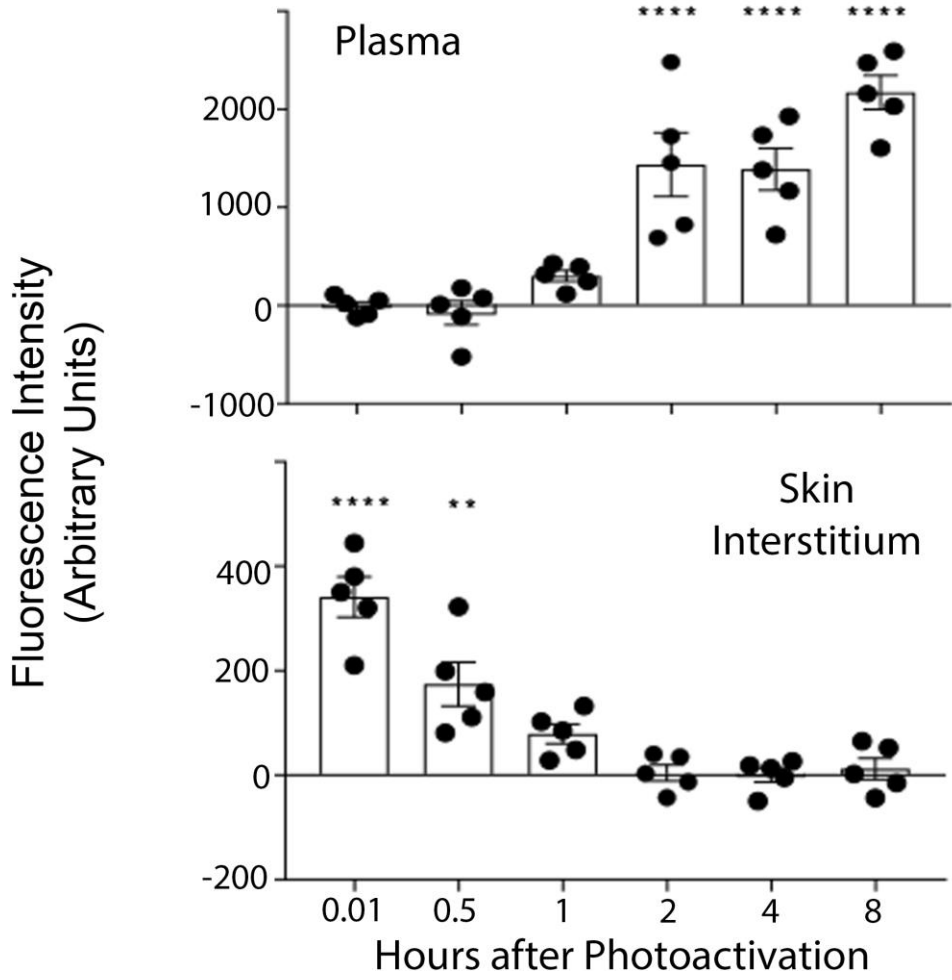 Plasma
**** **** ****
2000
1000
0
-1000
Fluorescence Intensity
(Arbitrary Units)
Skin
Interstitium
**** **
400
200
0
-200
0.01 0.5 1 2 4 8
Hours after Photoactivation